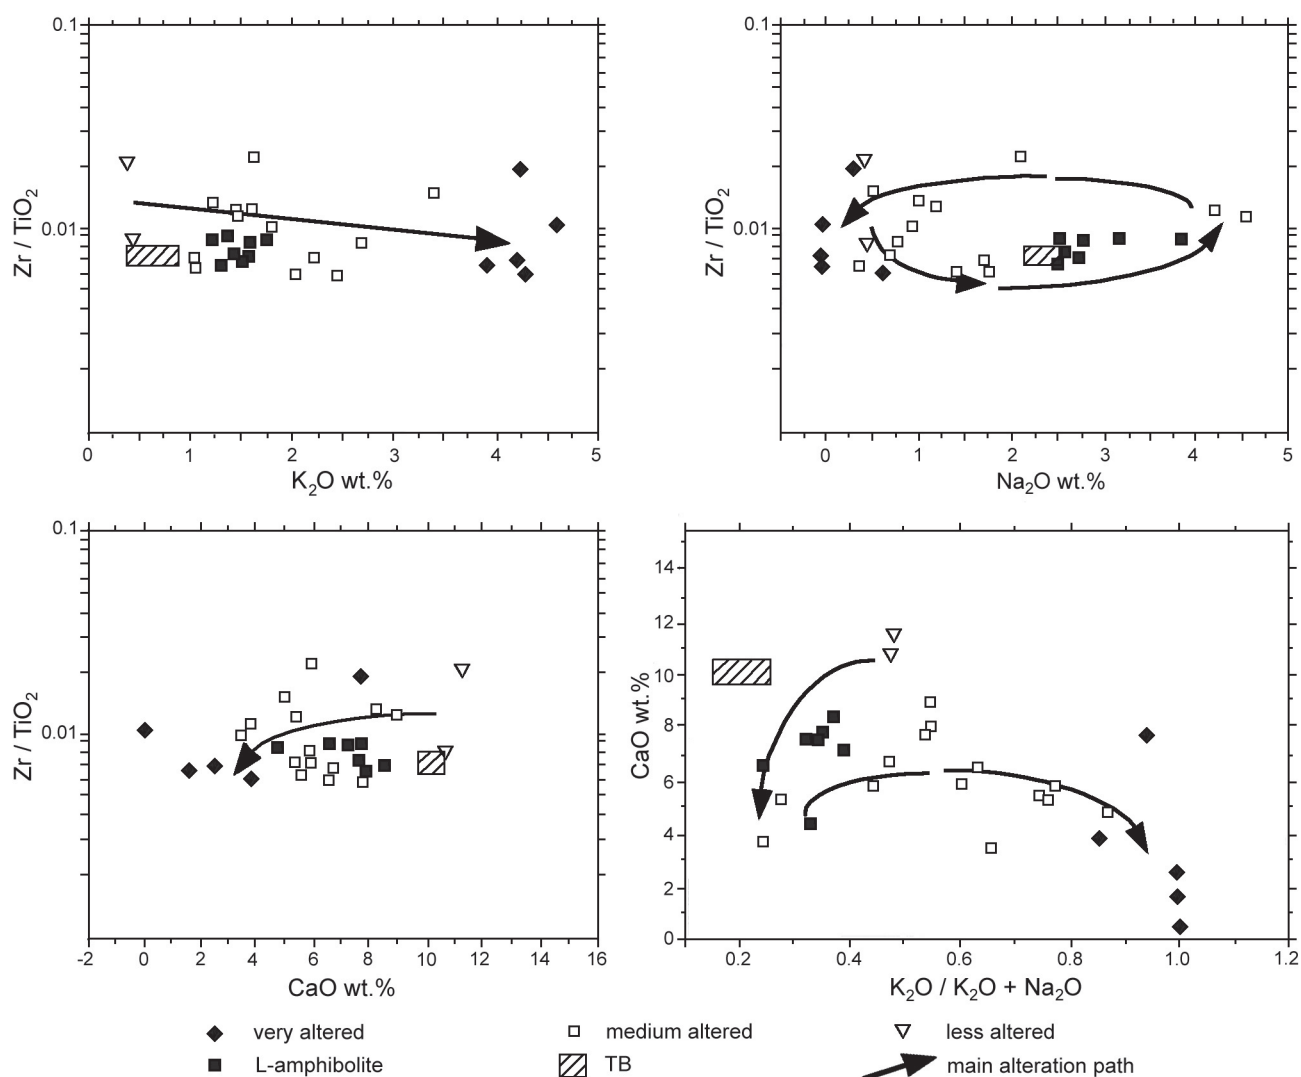 0.1
0.01
Zr / TiO2
0 1 2 3 4 5
K2O wt.%
0.1
0.01
Zr / TiO2
0 1 2 3 4 5
Na2O wt.%
0.1
0.01
Zr / TiO2
-2 0 2 4 6 8 10 12 14 16
CaO wt.%
14
12
10
8
6
4
2
0
CaO wt.%
0.2 0.4 0.6 0.8 1.0 1.2
K2O / K2O + Na2O
very altered medium altered less altered
L-amphibolite TB main alteration path